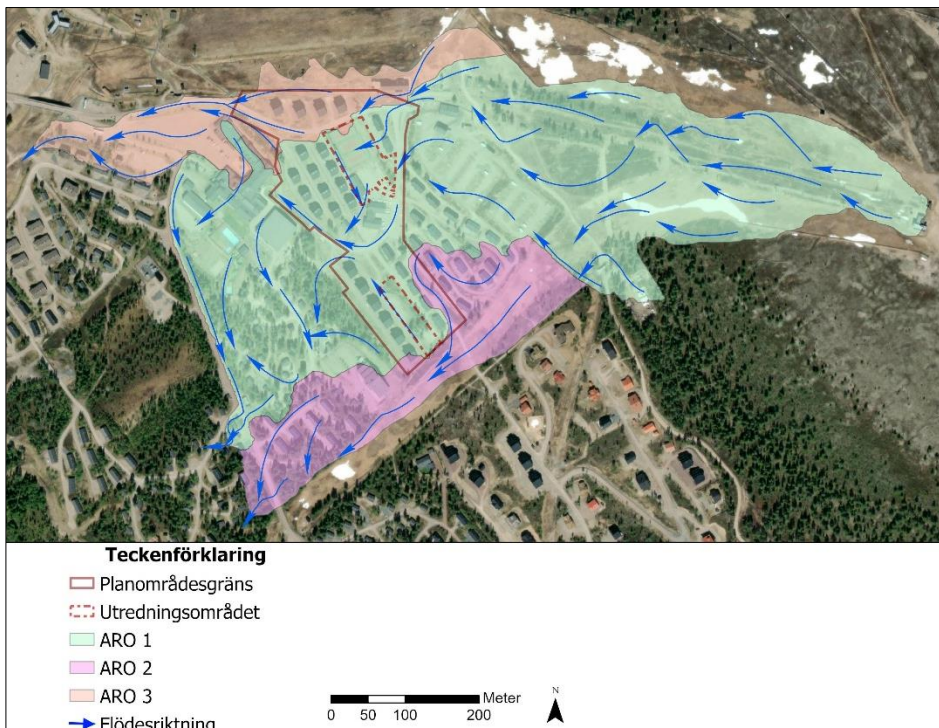 Teckenförklaring
Planområdesgräns
Utredningsområdet
ARO 1
ARO 2
ARO 3
Flödesriktning
Meter
0 50 100 200
N